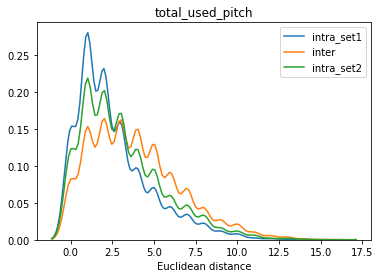 total_used_pitch
intra_set1
inter
intra_set2
0.25
0.20
0.15
0.10
0.05
0.00
0.0 2.5 5.0 7.5 10.0 12.5 15.0 17.5
Euclidean distance